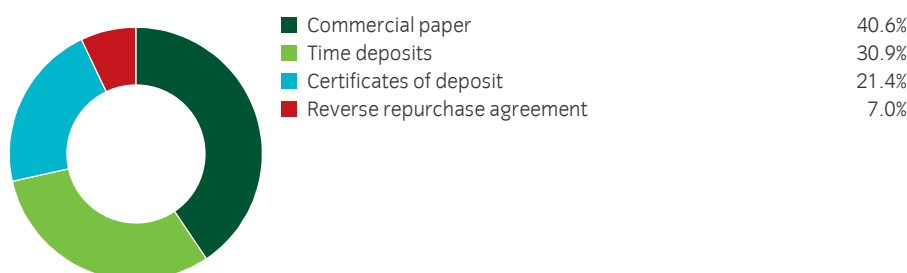 Commercial paper 40.6%
Time deposits 30.9%
Certificates of deposit 21.4%
Reverse repurchase agreement 7.0%